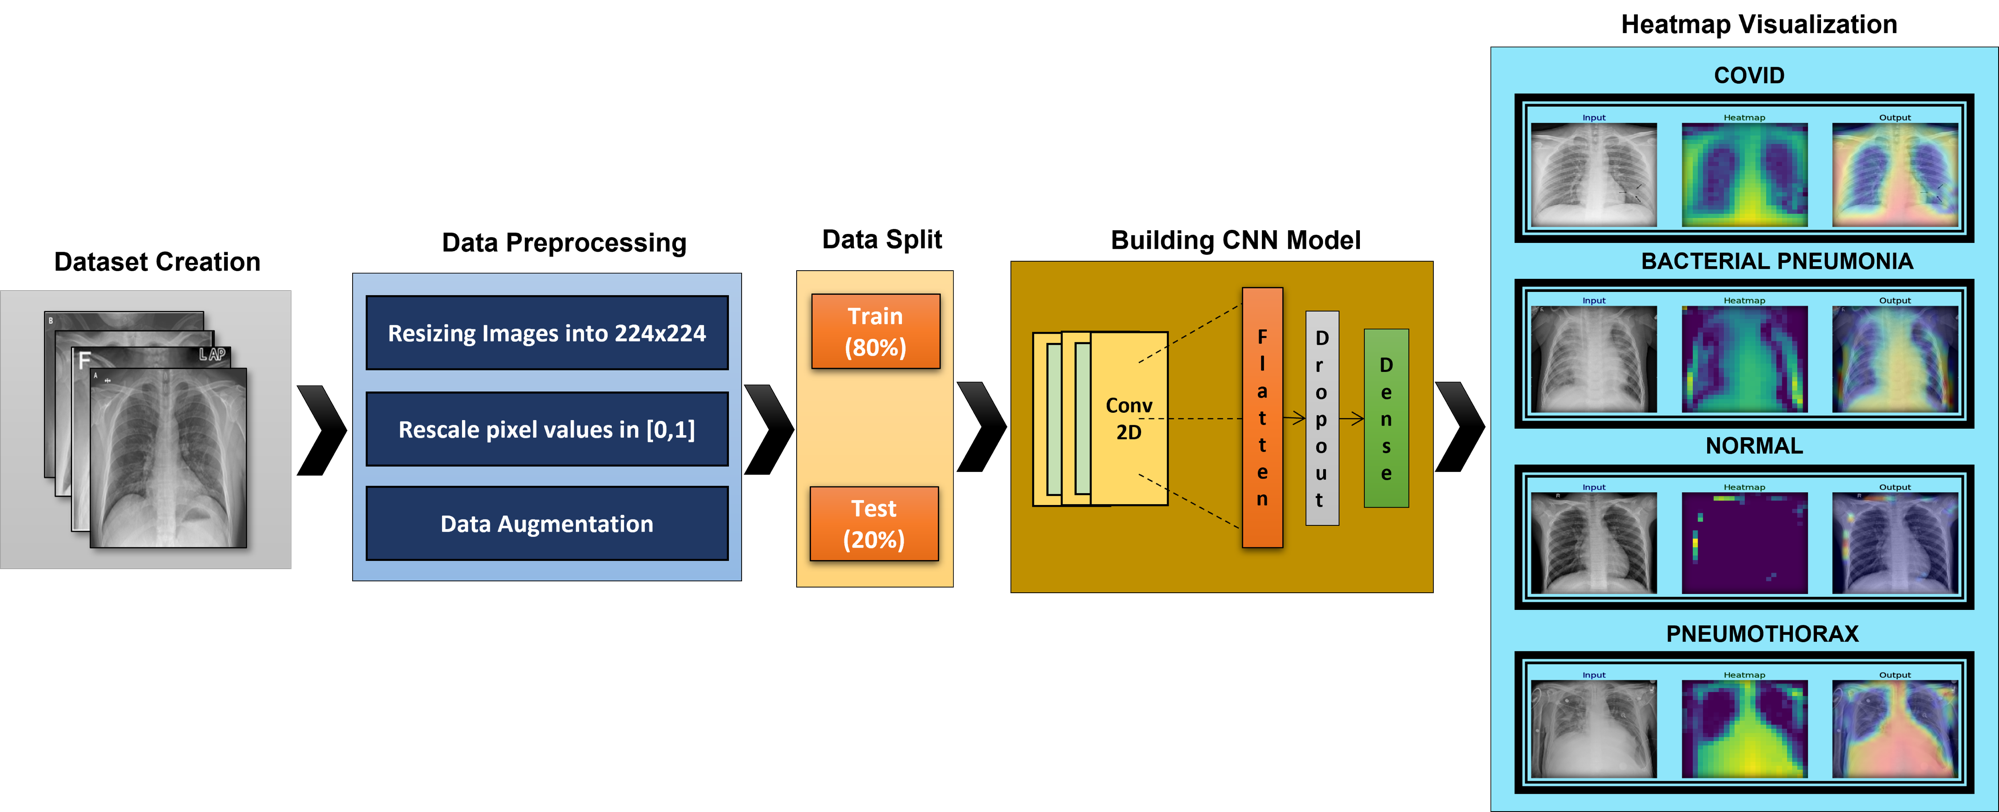 Dataset Creation
B
F
L AP
A
Data Preprocessing
Resizing Images into 224x224
Rescale pixel values in [0,1]
Data Augmentation
Data Split
Train
(80%)
Test
(20%)
Building CNN Model
Conv
2D
Flatten
Dropout
Dense
Heatmap Visualization
COVID
Input
Heatmap
Output
BACTERIAL PNEUMONIA
Input
Heatmap
Output
NORMAL
Input
Heatmap
Output
PNEUMOTHORAX
Input
Heatmap
Output